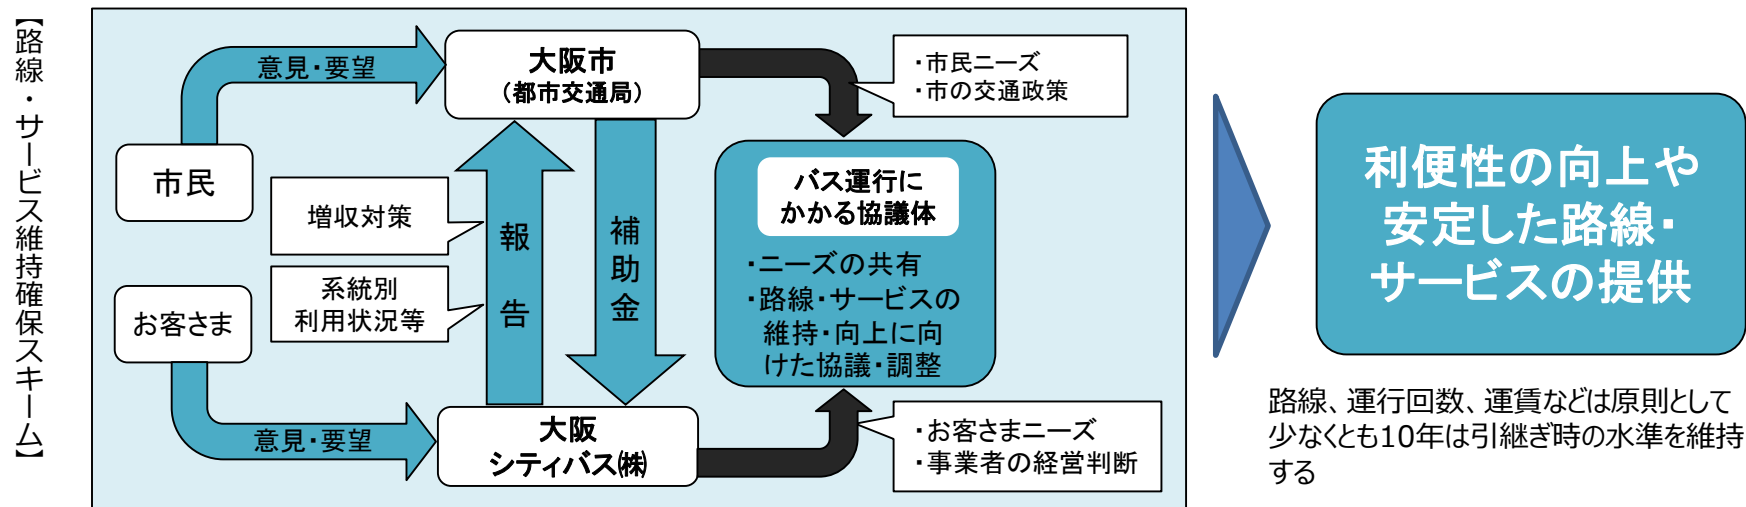 【路線・サービス維持確保スキーム】
意見・要望
大阪市
（都市交通局）
・市民ニーズ
・市の交通政策
市民
増収対策
報告
補助金
系統別
利用状況等
お客さま
バス運行に
かかる協議体
・ニーズの共有
・路線・サービスの
維持・向上に向
けた協議・調整
意見・要望
大阪
シティバス㈱
・お客さまニーズ
・事業者の経営判断
利便性の向上や
安定した路線・
サービスの提供
路線、運行回数、運賃などは原則として
少なくとも10年は引継ぎ時の水準を維持
する